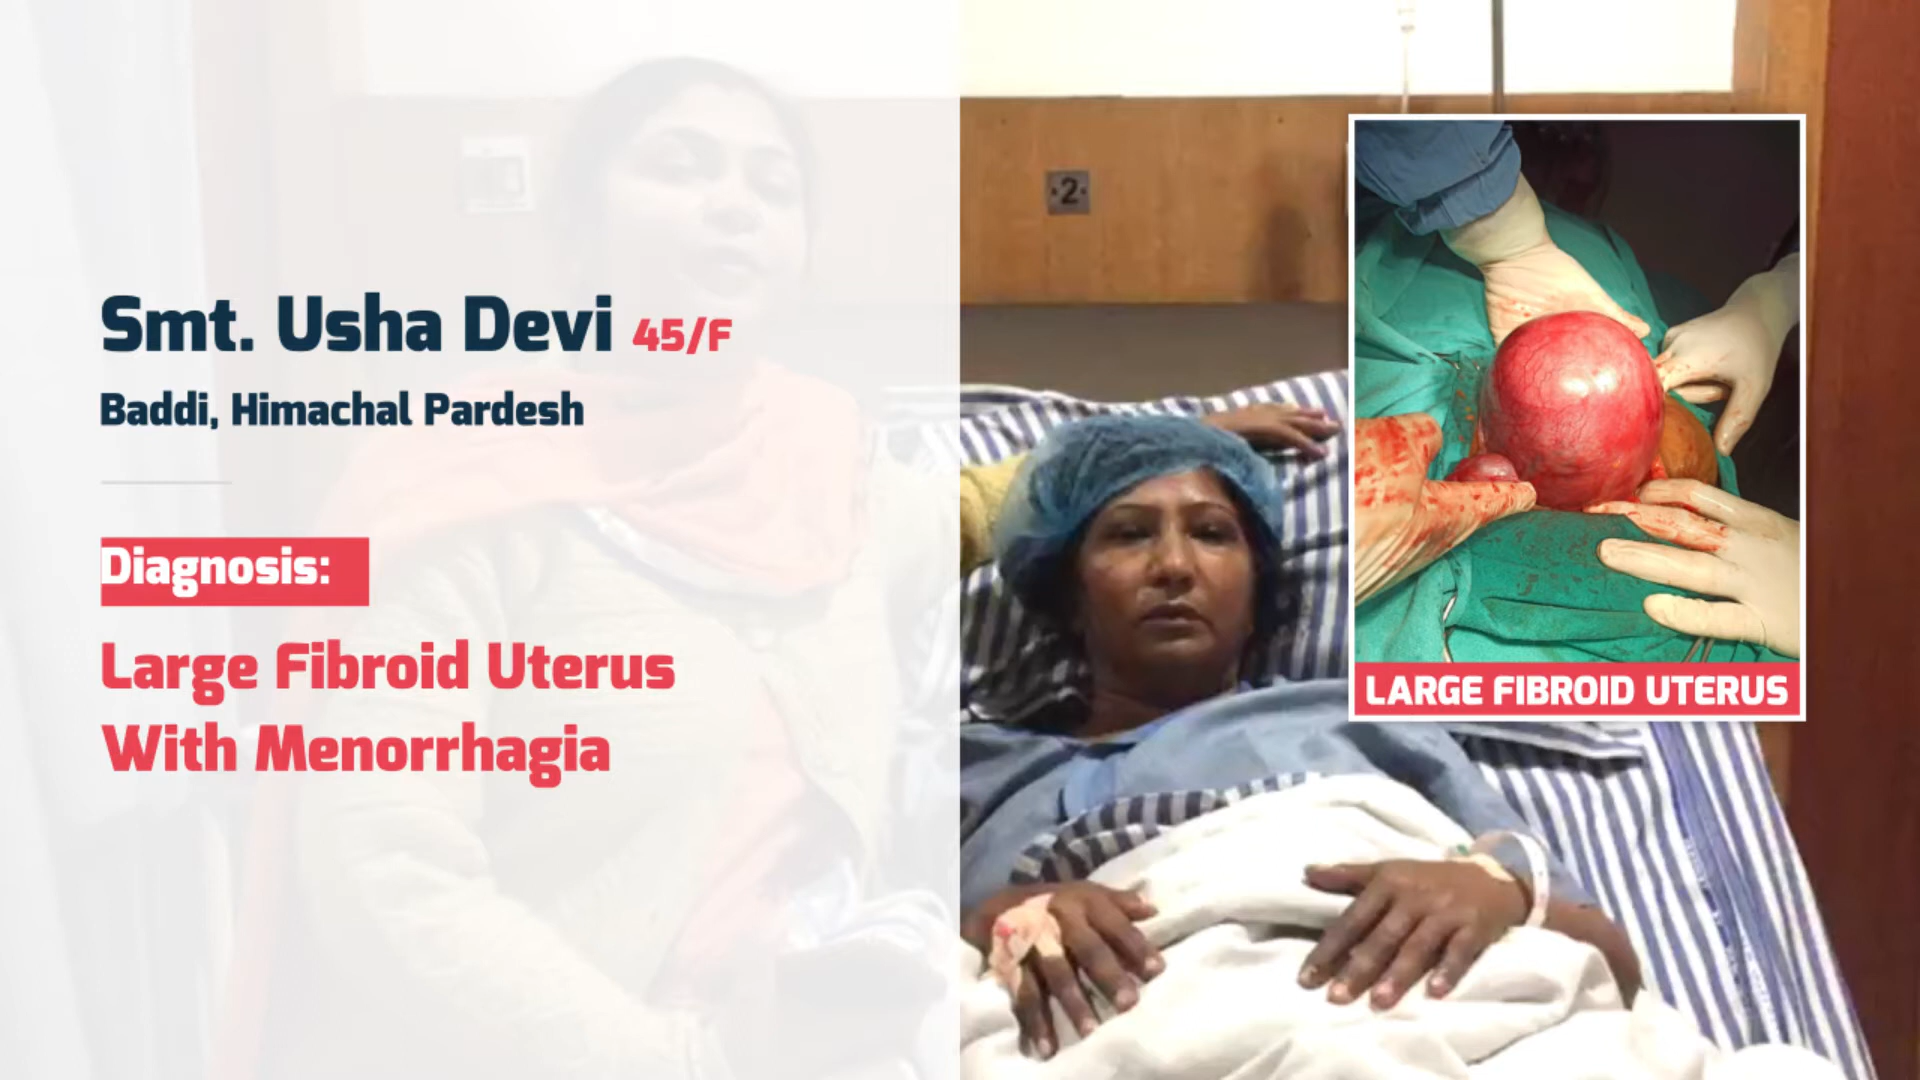 Smt. Usha Devi 45/F
Baddi, Himachal Pardesh
Diagnosis:
Large Fibroid Uterus
With Menorrhagia
·2·
LARGE FIBROID UTERUS